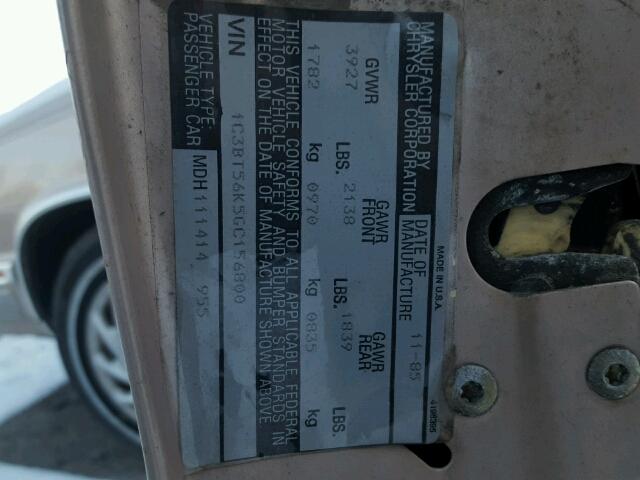 MADE IN U.S.A.
MANUFACTURED BY
CHRYSLER CORPORATION
DATE OF
MANUFACTURE
11-85
GVWR
GAWR
FRONT
GAWR
REAR
3927 LBS. 2138 LBS. 1839 LBS.
1782 kg 0970 kg 0835 kg
THIS VEHICLE CONFORMS TO ALL APPLICABLE FEDERAL
MOTOR VEHICLE SAFETY AND BUMPER STANDARDS IN
EFFECT ON THE DATE OF MANUFACTURE SHOWN ABOVE
VIN 1C3BT56K5GC156800
VEHICLE TYPE:
PASSENGER CAR
MDH 111414 955